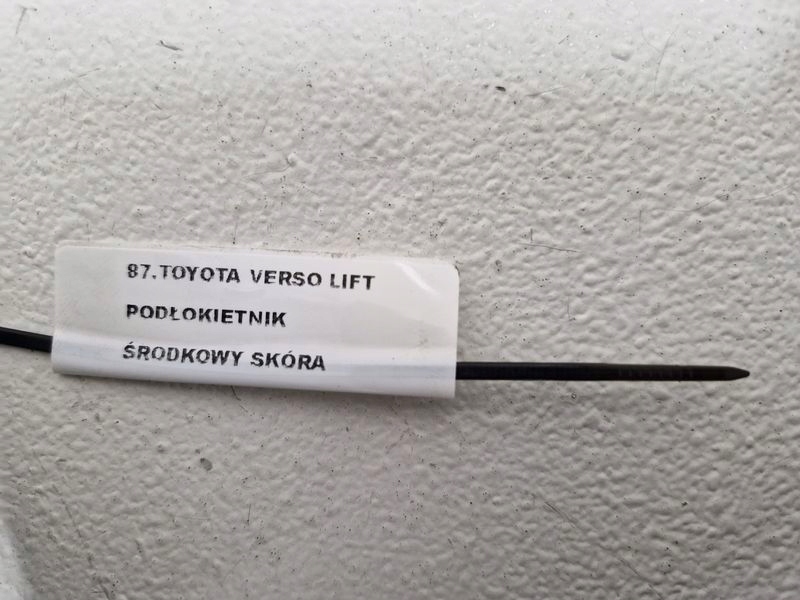 87.TOYOTA VERSO LIFT
PODŁOKIETNIK
ŚRODKOWY SKÓRA